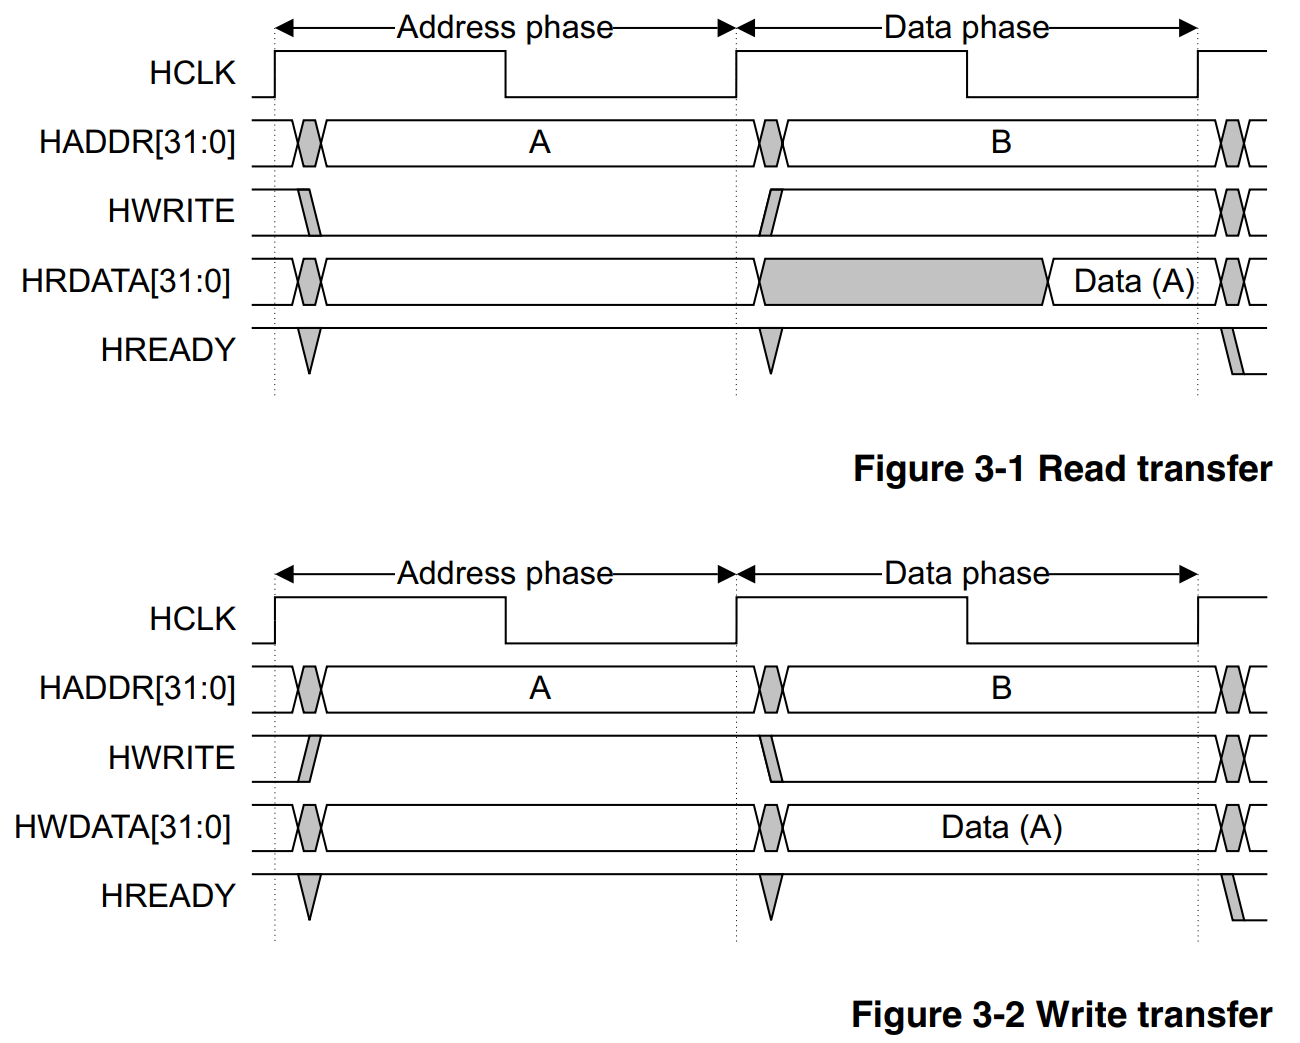 Address phase Data phase
HCLK
HADDR[31:0] A B
HWRITE
HRDATA[31:0] Data (A)
HREADY
Figure 3-1 Read transfer
Address phase Data phase
HCLK
HADDR[31:0] A B
HWRITE
HWDATA[31:0] Data (A)
HREADY
Figure 3-2 Write transfer